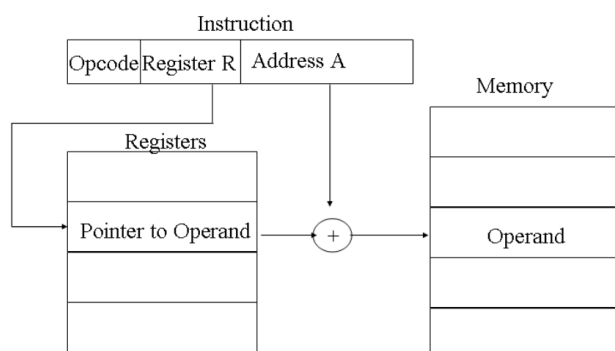 Instruction
Opcode Register R Address A
Memory
Registers
Pointer to Operand + Operand